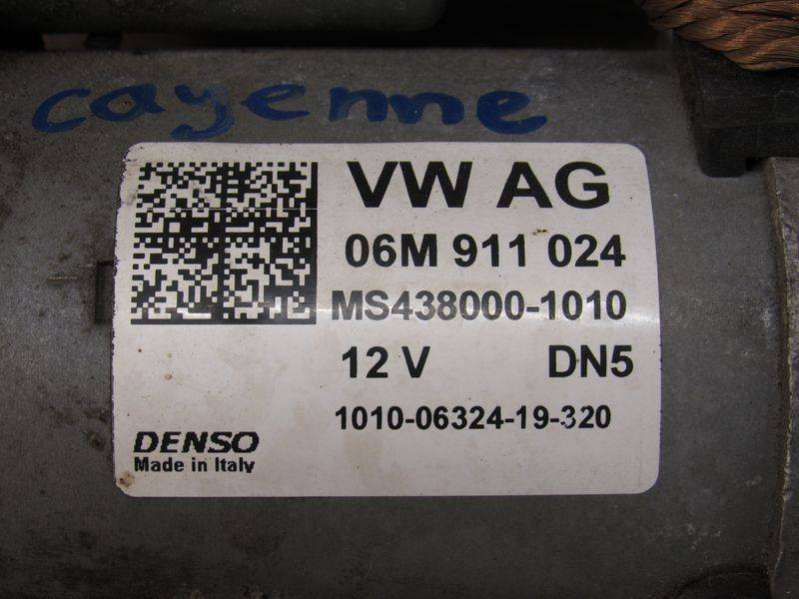 cayenne
VW AG
06M 911 024
MS438000-1010
12 V DN5
1010-06324-19-320
DENSO
Made in Italy